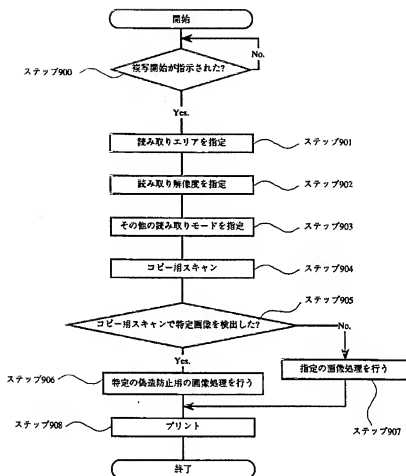 開始
複写開始が指示された?
No.
ステップ900
Yes.
読み取りエリアを指定
ステップ901
読み取り解像度を指定
ステップ902
その他の読み取りモードを指定
ステップ903
コピー用スキャン
ステップ904
ステップ905
コピー用スキャンで特定画像を検出した?
No.
Yes.
ステップ906
特定の偽造防止用の画像処理を行う
指定の画像処理を行う
ステップ907
ステップ908
プリント
終了